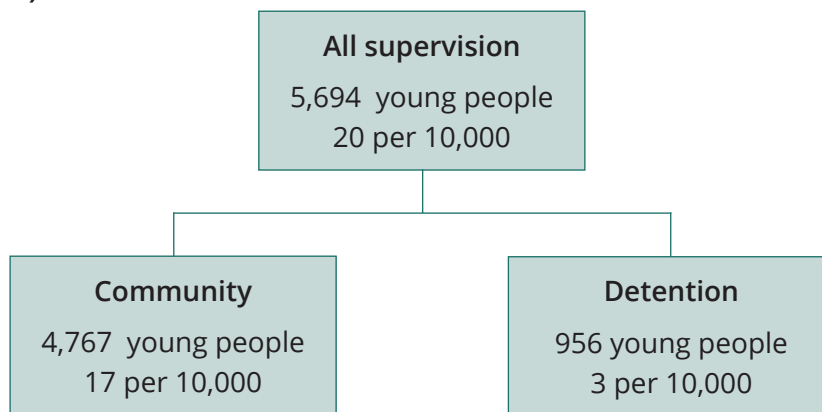 All supervision
5,694 young people
20 per 10,000
Community
4,767 young people
17 per 10,000
Detention
956 young people
3 per 10,000